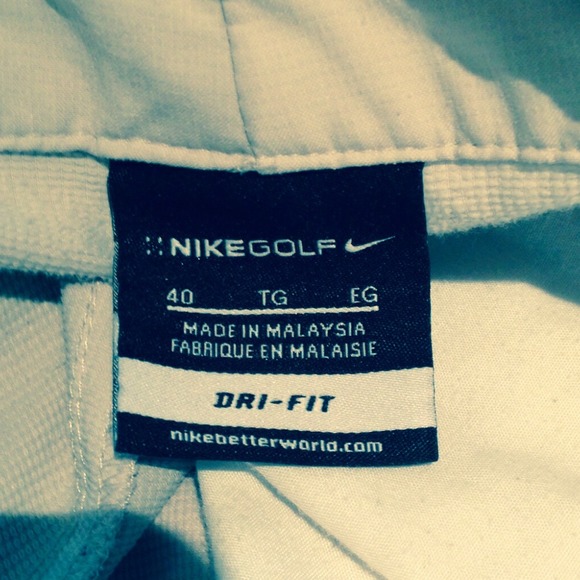 NIKEGOLF
40 TG EG
MADE IN MALAYSIA
FABRIQUE EN MALAISIE
DRI-FIT
nikebetterworld.com